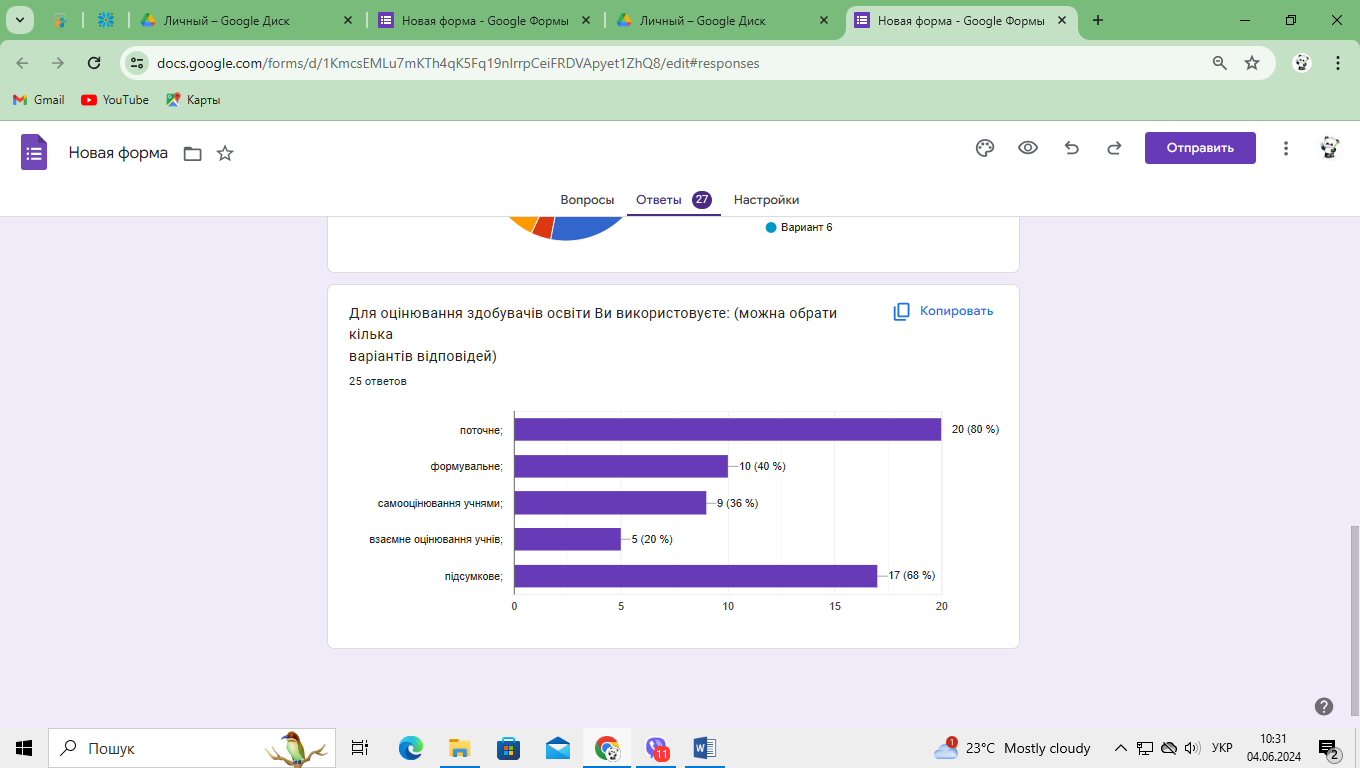 Личный – Google Диск
Новая форма - Google Формы
Личный – Google Диск
Новая форма - Google Формы
docs.google.com/forms/d/1KmcsEMLu7mKTh4qK5Fq19nIrrpCeiFRDVApyet1ZhQ8/edit#responses
Gmail
YouTube
Карты
Новая форма
Отправить
Вопросы
Ответы 27
Настройки
Вариант 6
Для оцінювання здобувачів освіти Ви використовуєте: (можна обрати
кілька
варіантів відповідей)
Копировать
25 ответов
поточне; 20 (80 %)
формувальне; 10 (40 %)
самооцінювання учнями; 9 (36 %)
взаємне оцінювання учнів; 5 (20 %)
підсумкове; 17 (68 %)
0 5 10 15 20
Пошук
11
1
23°C Mostly cloudy
УКР
10:31
04.06.2024
2